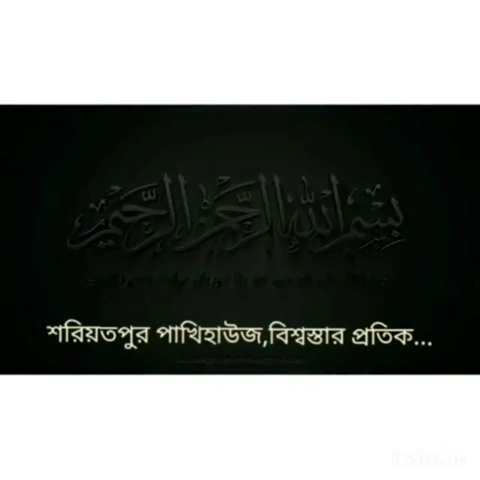 بسم الله الرحمن الرحيم
শরিয়তপুর পাখিহাউজ,বিশ্বস্তার প্রতিক...